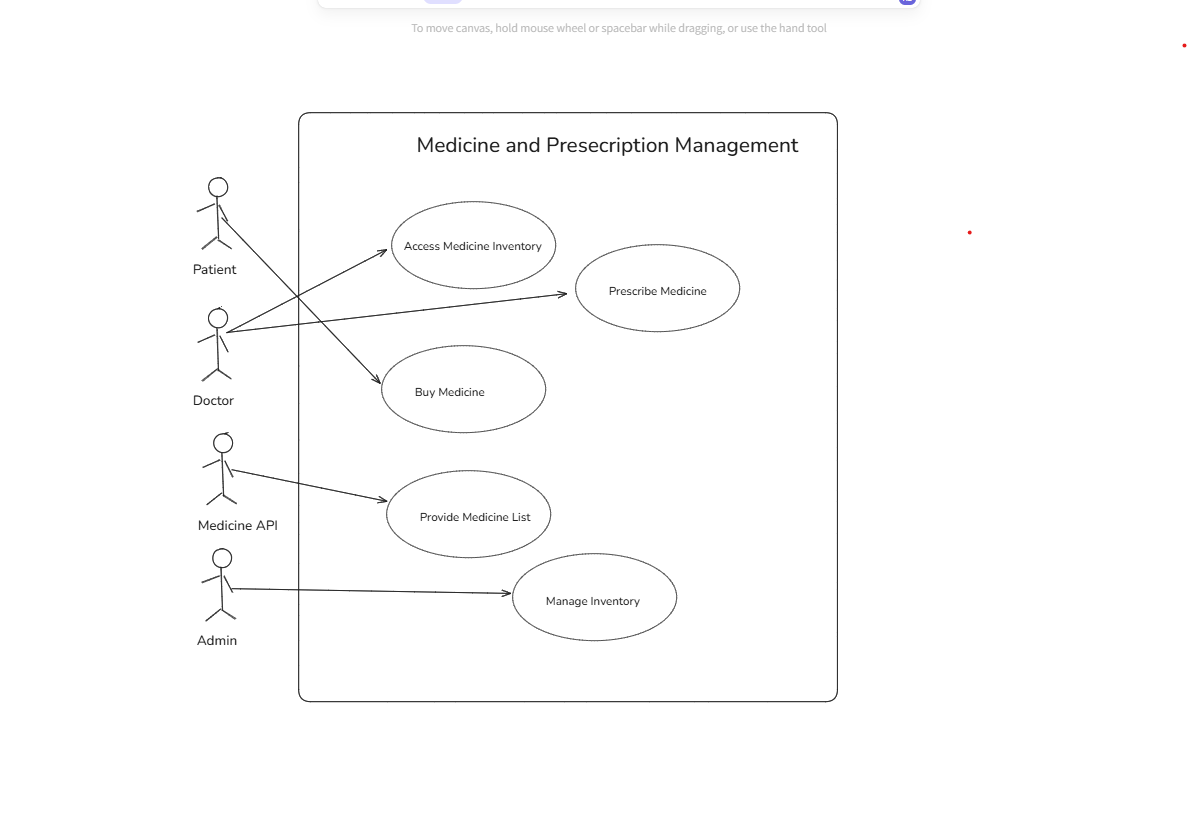 To move canvas, hold mouse wheel or spacebar while dragging, or use the hand tool
Medicine and Presecription Management
Patient
Access Medicine Inventory
Prescribe Medicine
Doctor
Buy Medicine
Medicine API
Provide Medicine List
Admin
Manage Inventory